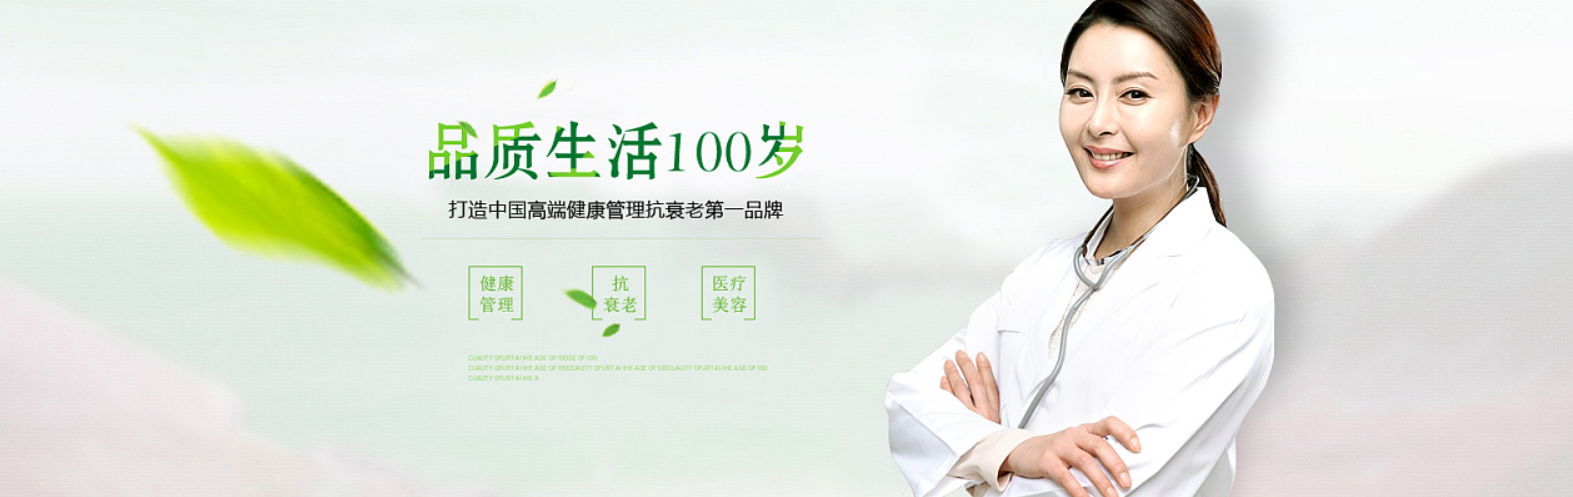 品质生活100岁
打造中国高端健康管理抗衰老第一品牌
健康
管理
抗
衰老
医疗
美容